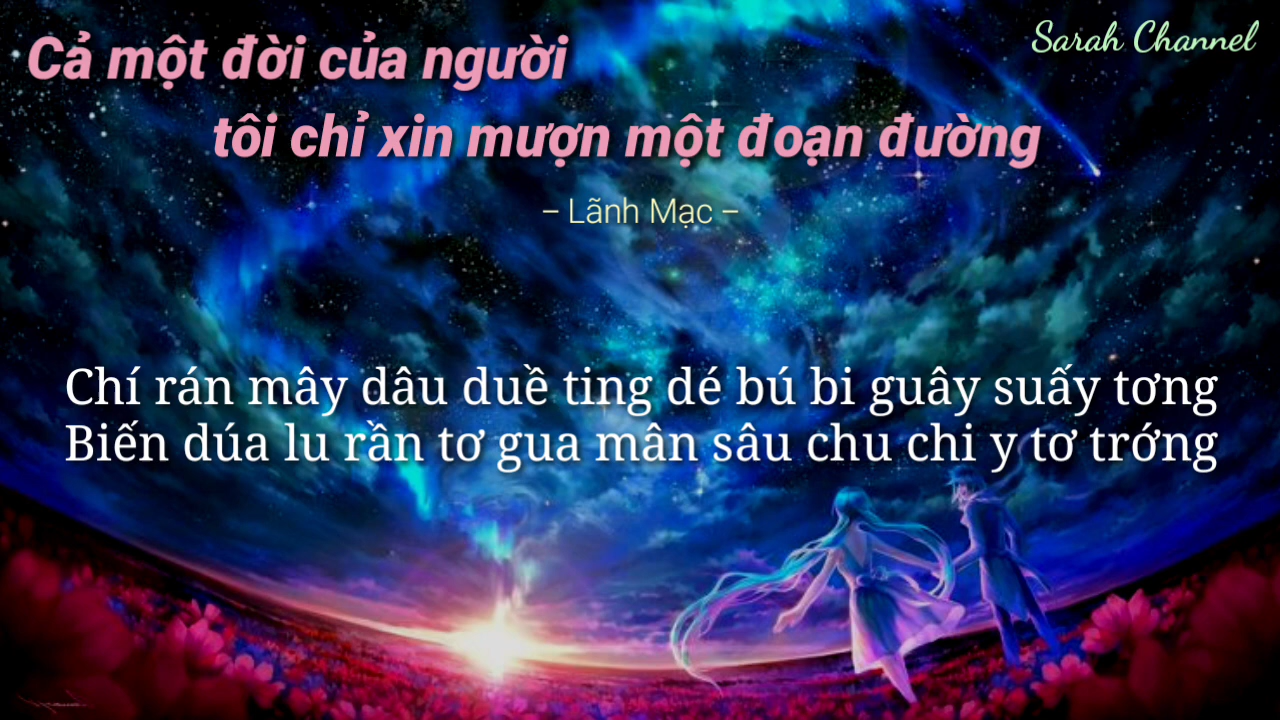 Sarah Channel
Cả một đời của người
tôi chỉ xin mượn một đoạn đường
– Lãnh Mạc –
Chí rán mây dâu duề ting dé bú bi guây suấy tơng
Biến dúa lu rần tơ gua mân sâu chu chi y tơ trớng